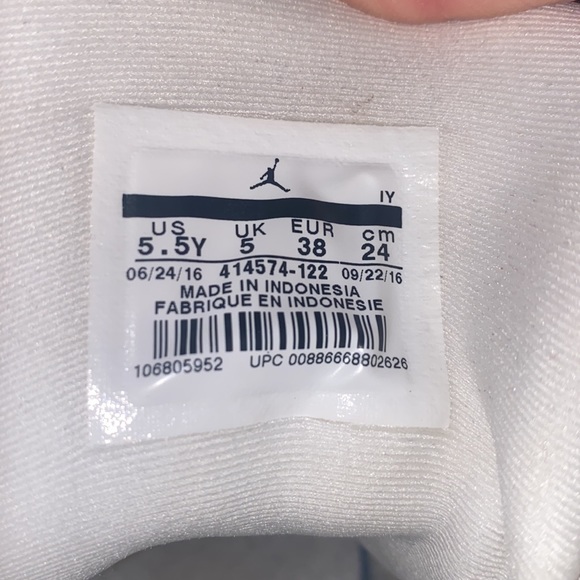 IY
US UK EUR cm
5.5Y 5 38 24
06/24/16 414574-122 09/22/16
MADE IN INDONESIA
FABRIQUE EN INDONESIE
106805952 UPC 00886668802626